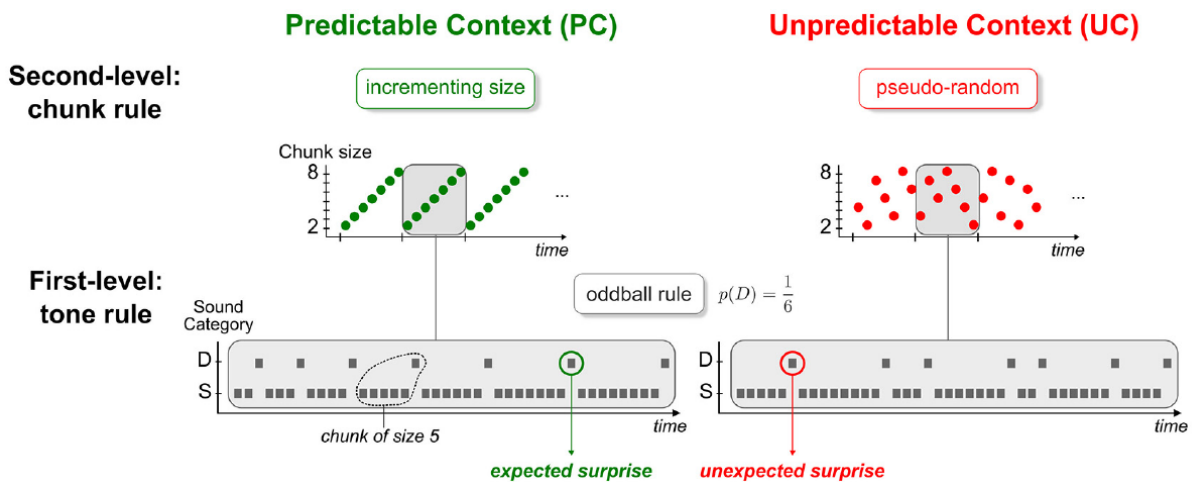 Predictable Context (PC)
Unpredictable Context (UC)
Second-level:
chunk rule
incrementing size
pseudo-random
Chunk size
8
2
...
time
8
2
...
time
First-level:
tone rule
oddball rule
p(D) = 1/6
Sound
Category
D
S
time
chunk of size 5
expected surprise
D
S
time
unexpected surprise